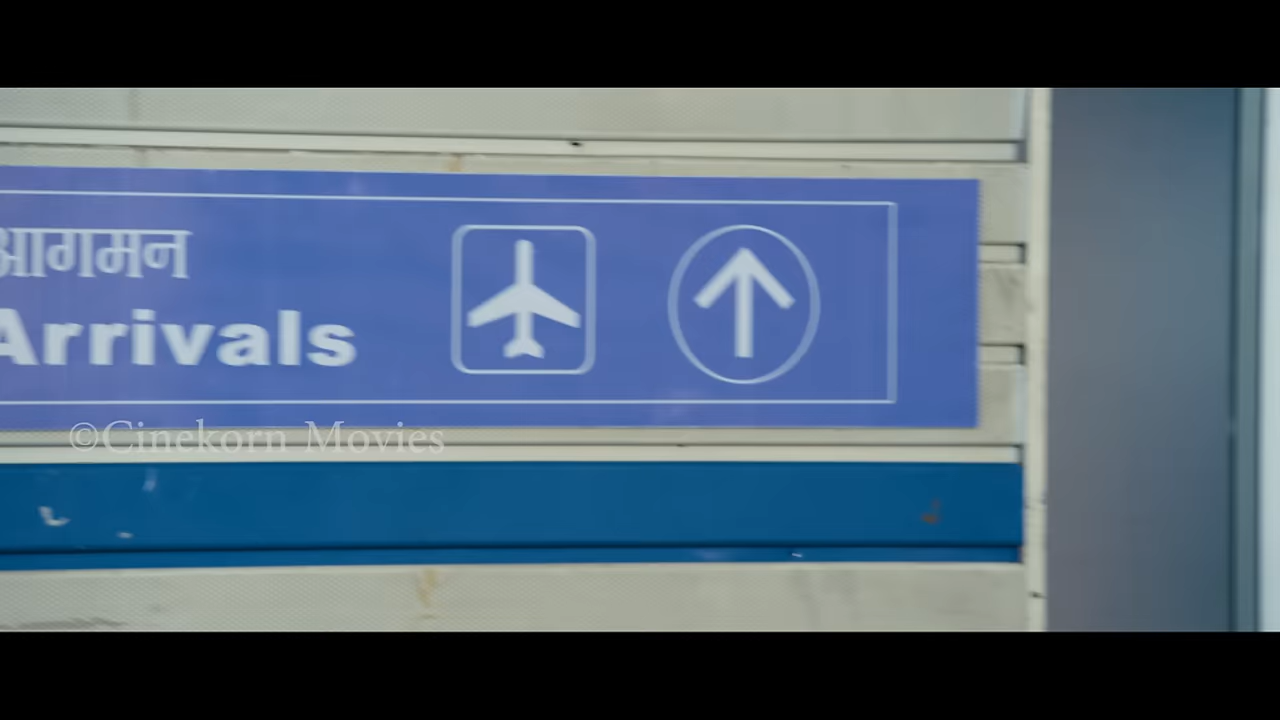 आगमन
Arrivals
©Cinekorn Movies